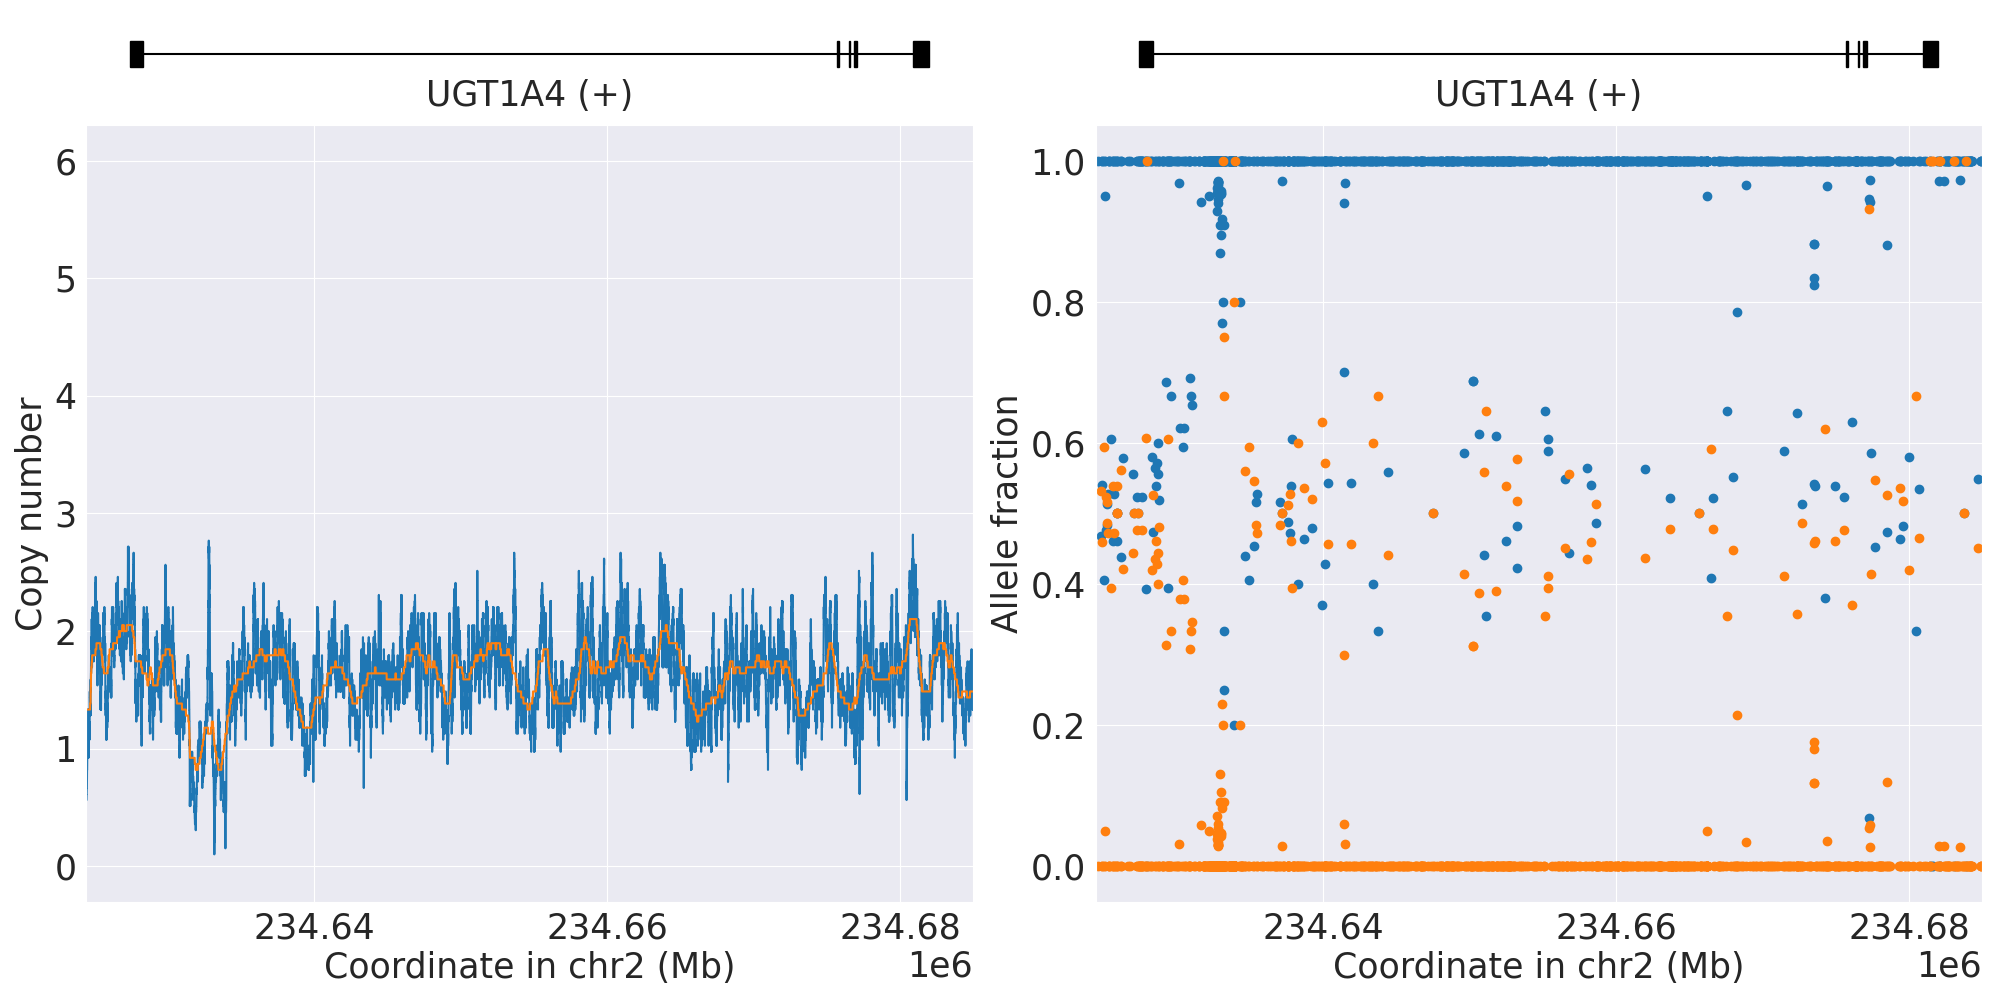 UGT1A4 (+)
6
5
4
3
2
1
0
Copy number
234.64
234.66
234.68
Coordinate in chr2 (Mb)
1e6
UGT1A4 (+)
1.0
0.8
0.6
0.4
0.2
0.0
Allele fraction
234.64
234.66
234.68
Coordinate in chr2 (Mb)
1e6